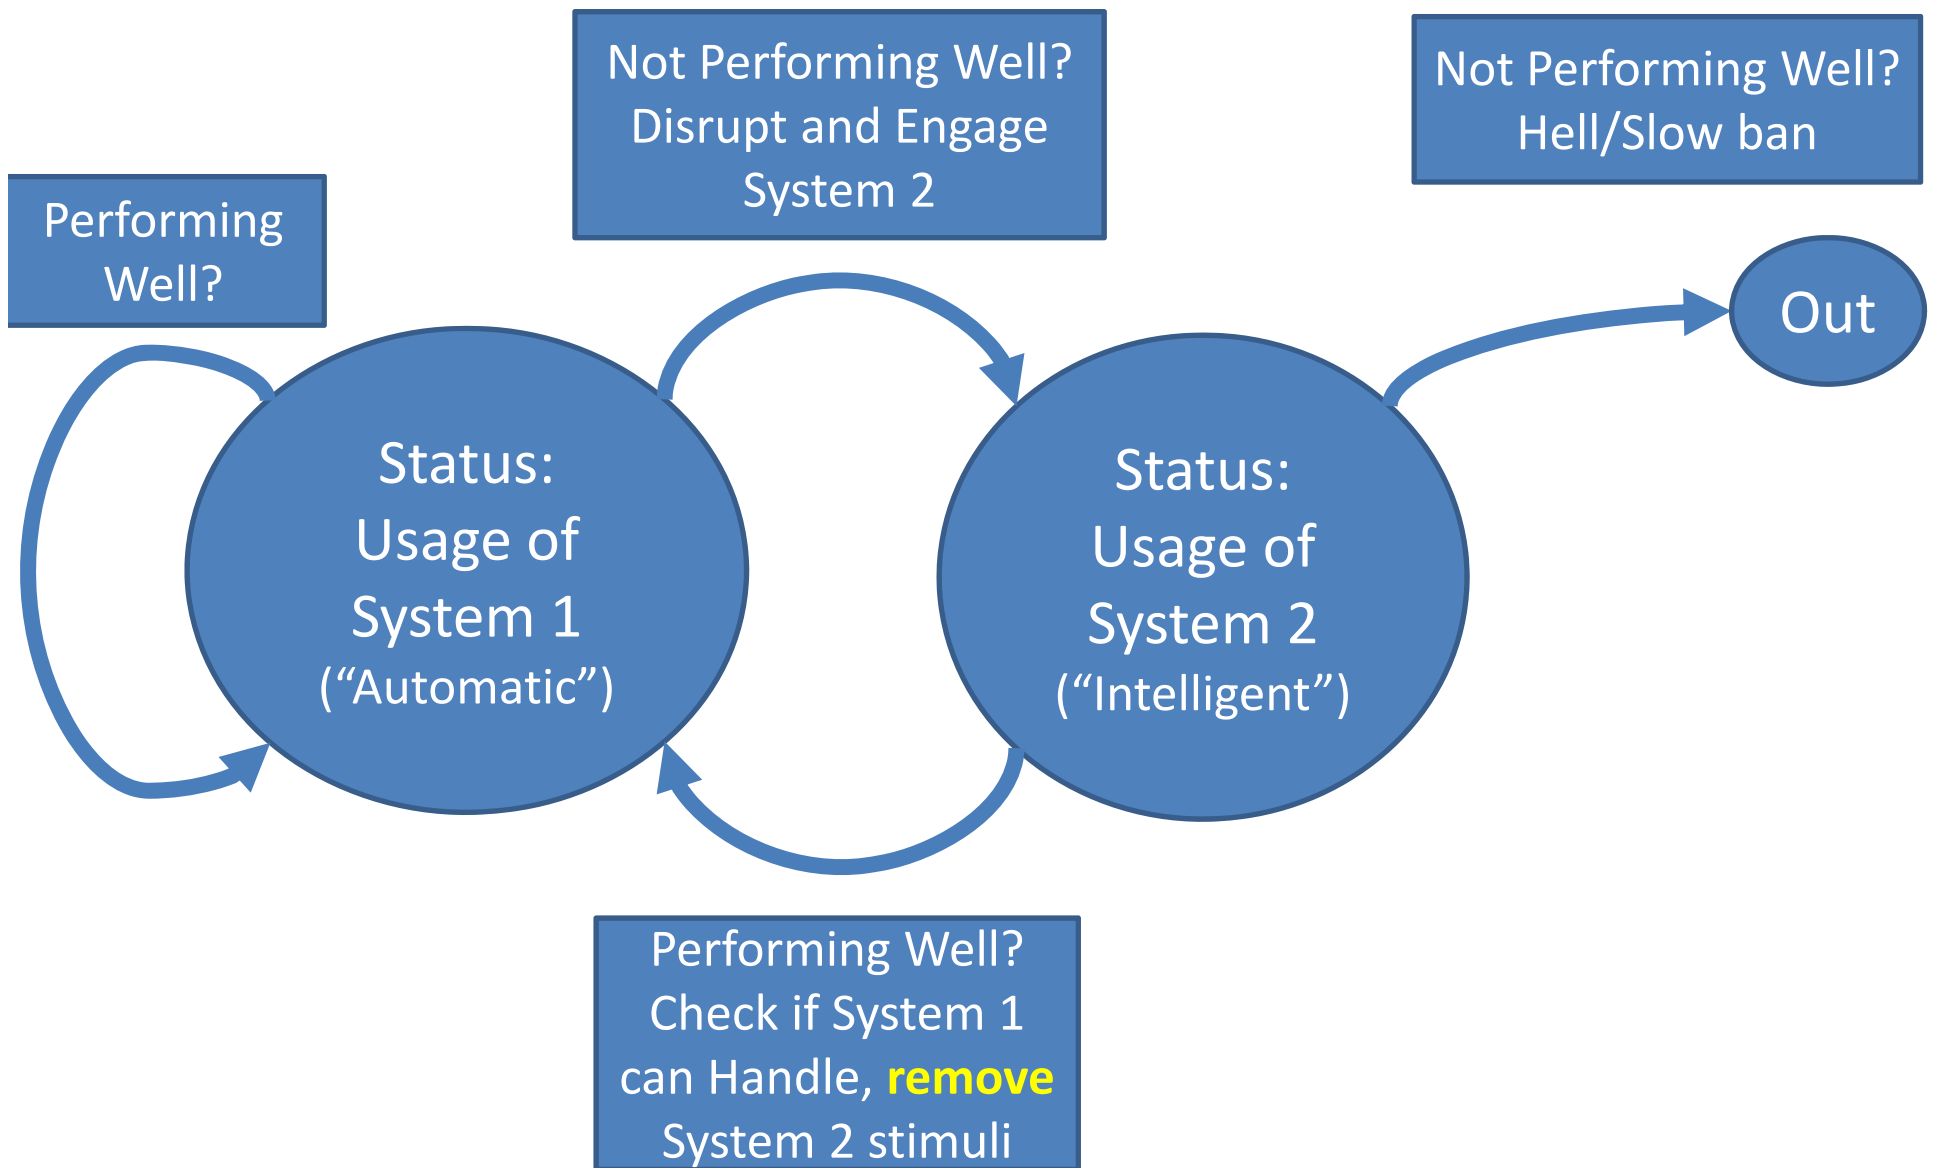 Not Performing Well?
Disrupt and Engage
System 2
Not Performing Well?
Hell/Slow ban
Performing
Well?
Out
Status:
Usage of
System 1
(“Automatic”)
Status:
Usage of
System 2
(“Intelligent”)
Performing Well?
Check if System 1
can Handle, remove
System 2 stimuli